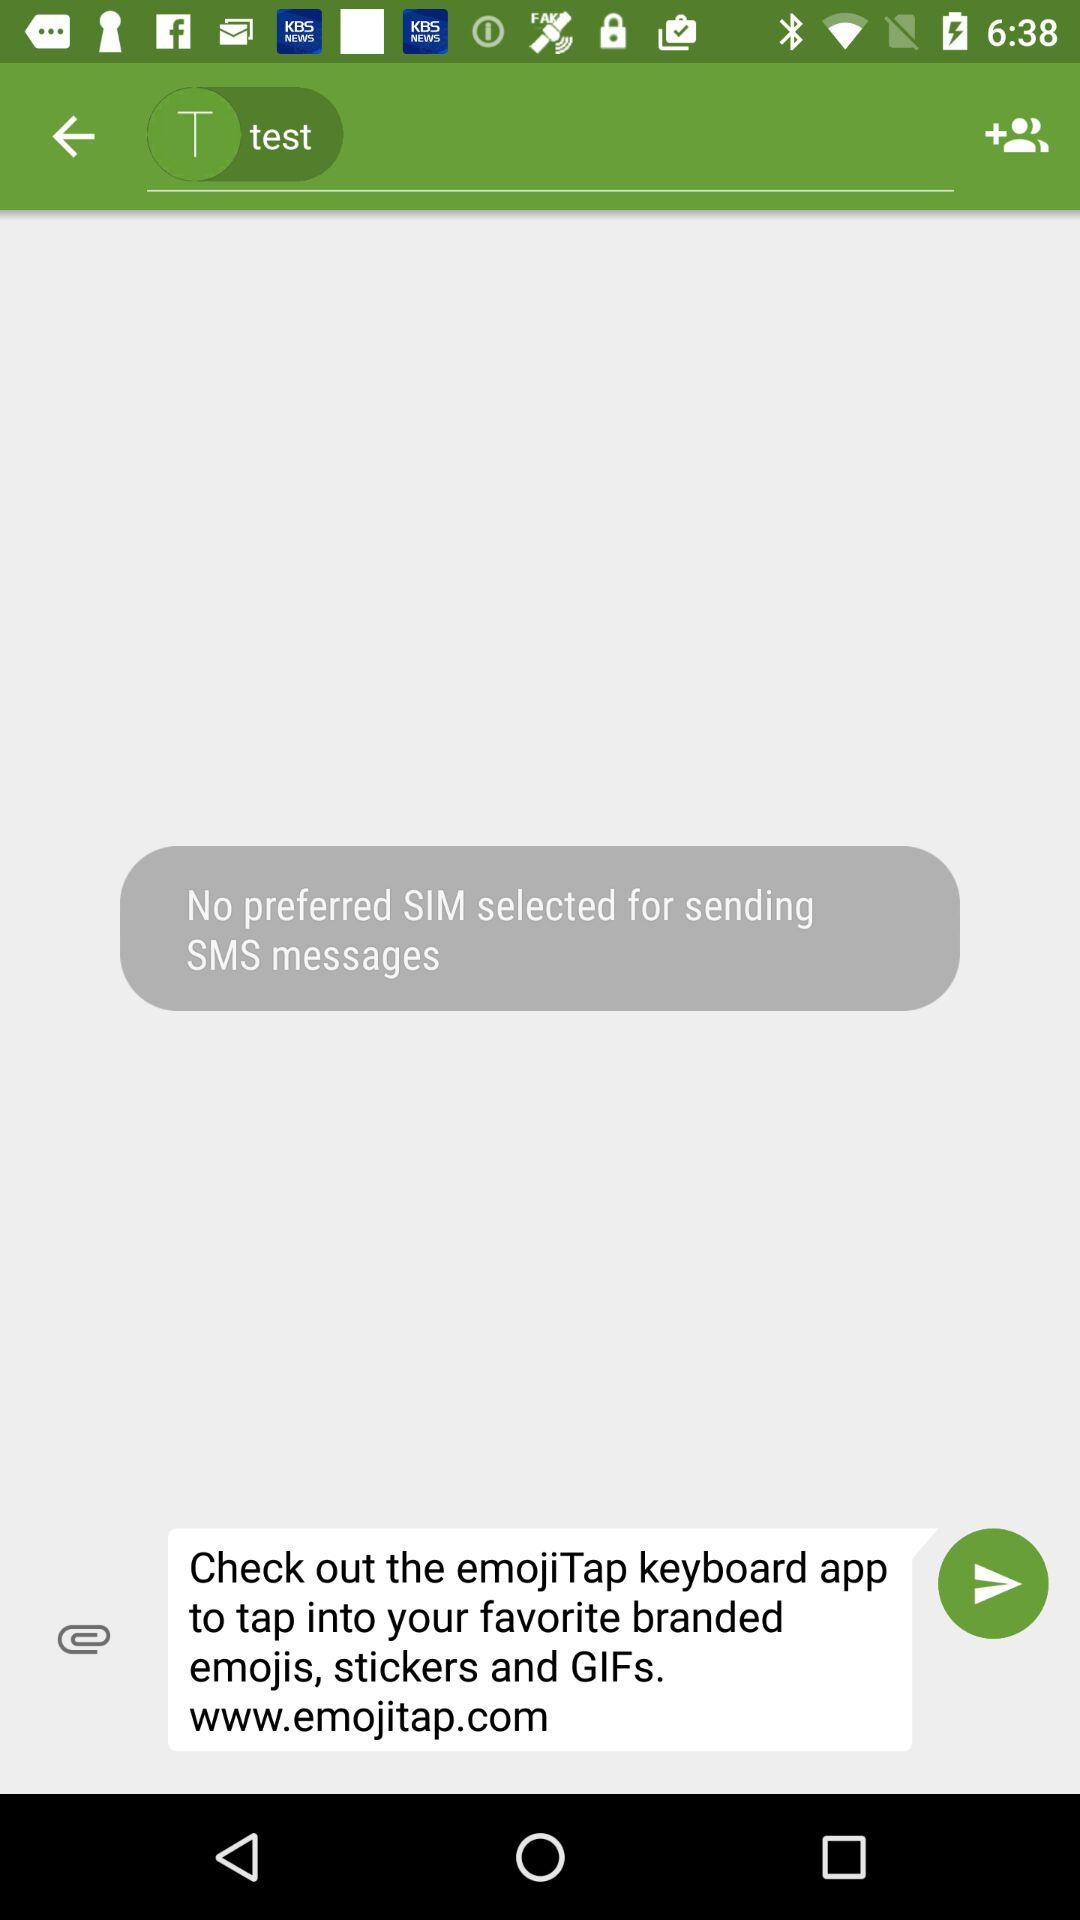 KBS NEWS KBS NEWS FAKE 6:38
T test
No preferred SIM selected for sending
SMS messages
Check out the emojiTap keyboard app
to tap into your favorite branded
emojis, stickers and GIFs.
www.emojitap.com